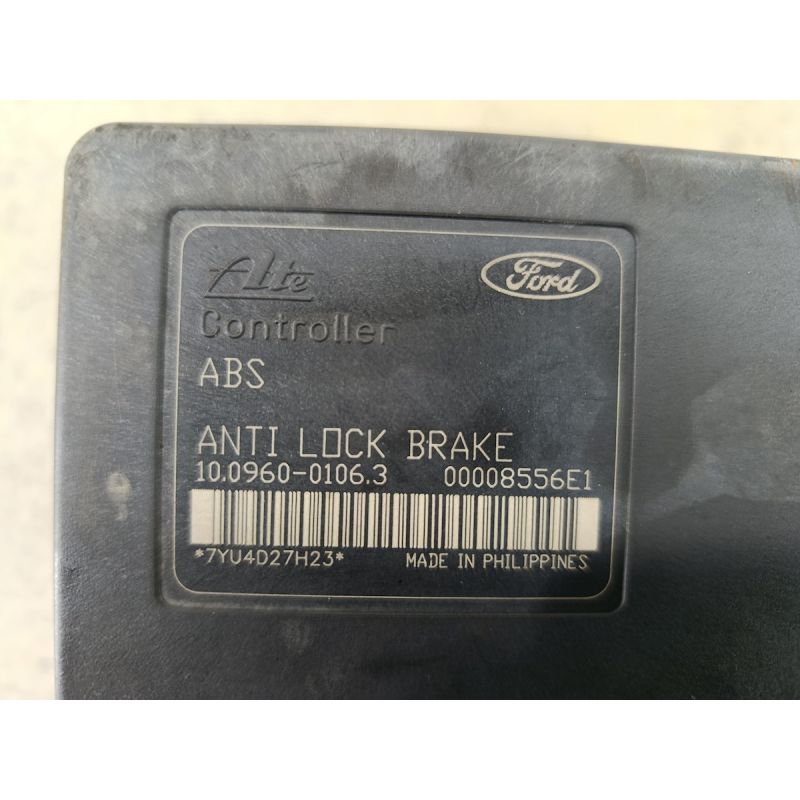 Ate
Ford
Controller
ABS
ANTI LOCK BRAKE
10.0960-0106.3 00008556E1
*7YU4D27H23* MADE IN PHILIPPINES